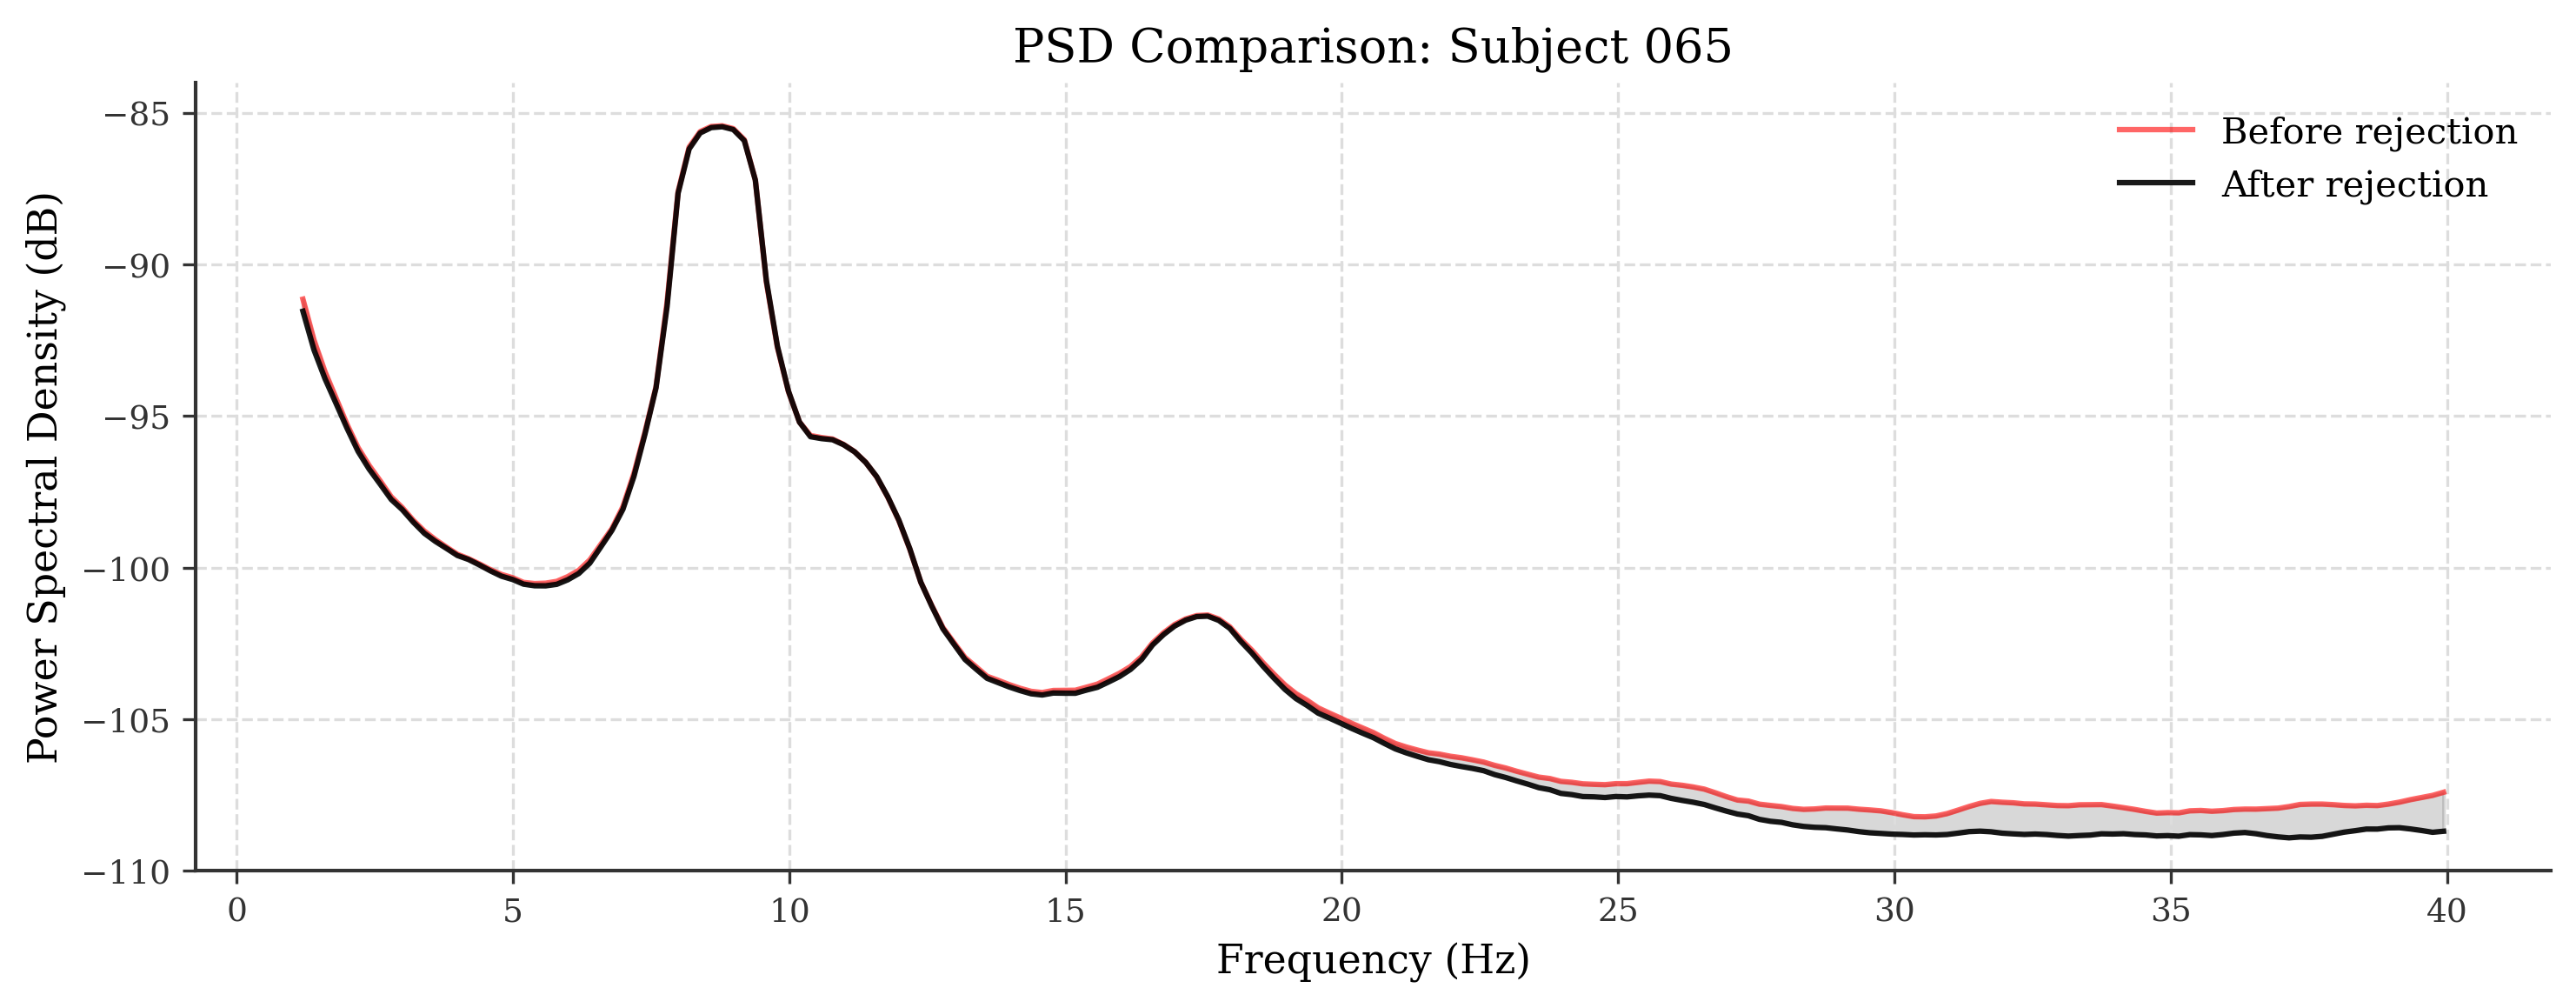 PSD Comparison: Subject 065
Before rejection
After rejection
Power Spectral Density (dB)
−85
−90
−95
−100
−105
−110
0 5 10 15 20 25 30 35 40
Frequency (Hz)